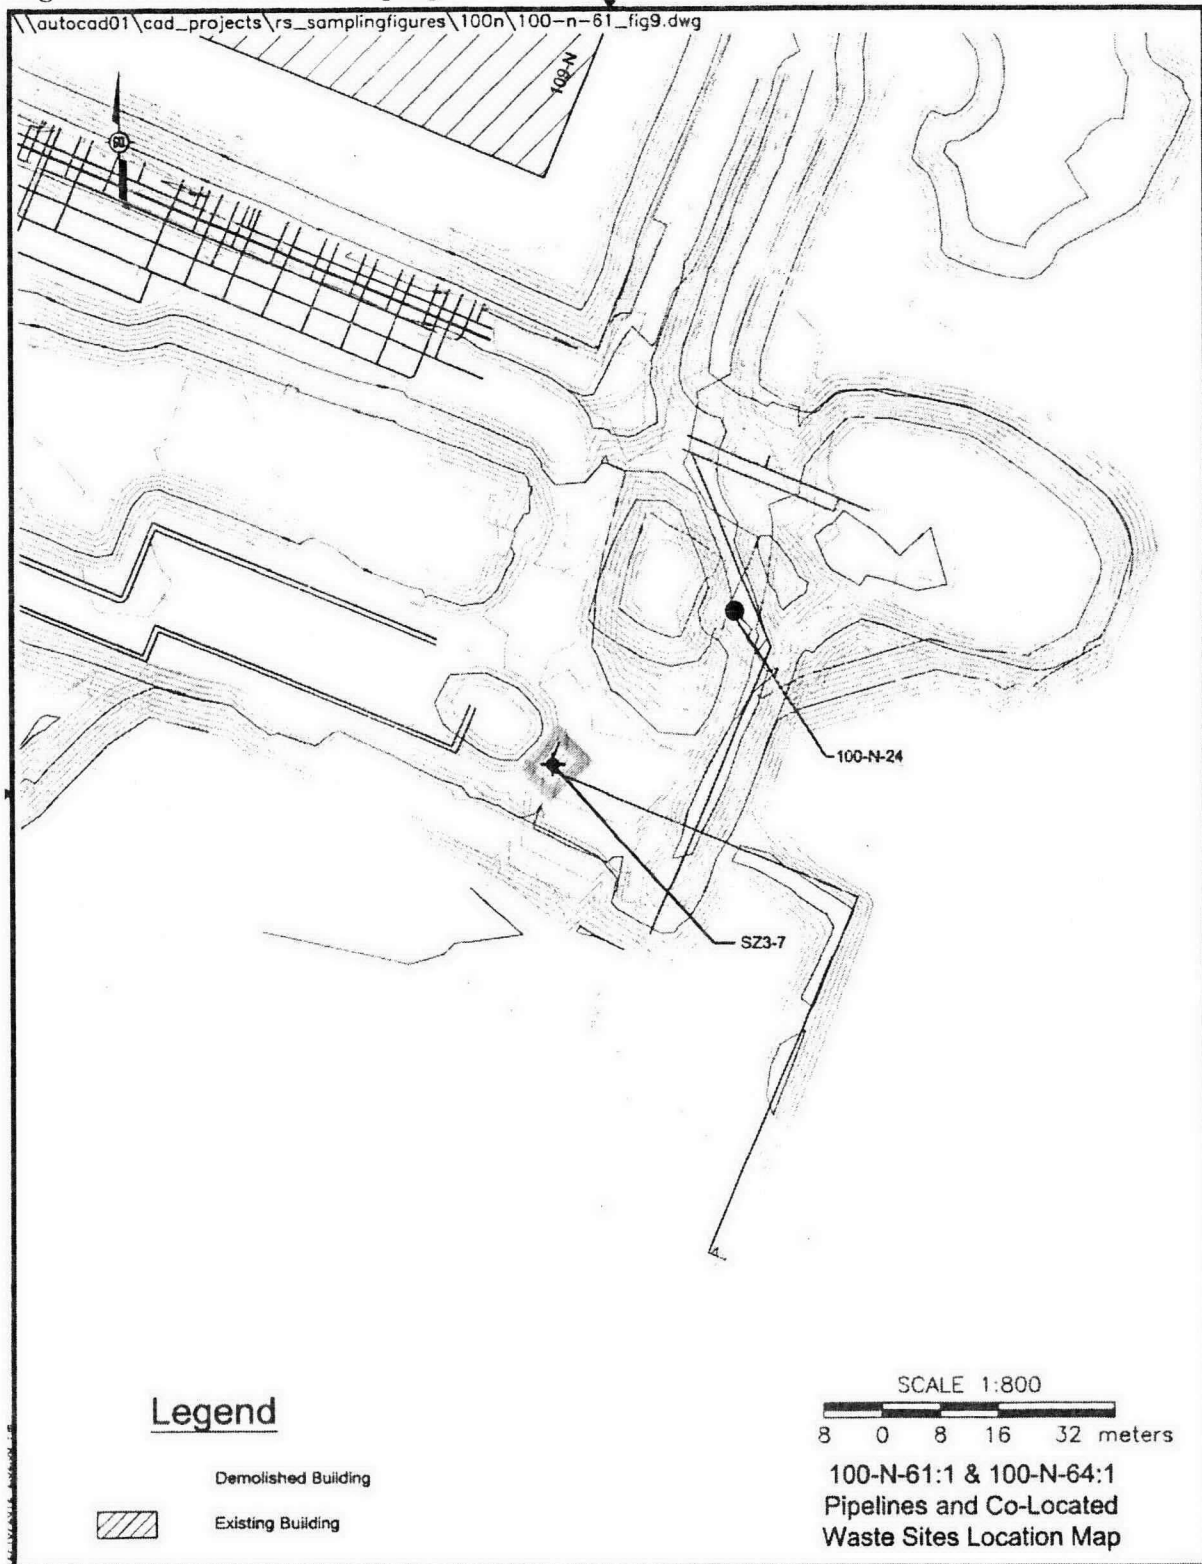 \\autocad01\cad_projects\rs_samplingfigures\100n\100-n-61_fig9.dwg
109-N
100-N-24
SZ3-7
Legend
Demolished Building
Existing Building
SCALE 1:800
8 0 8 16 32 meters
100-N-61:1 & 100-N-64:1
Pipelines and Co-Located
Waste Sites Location Map